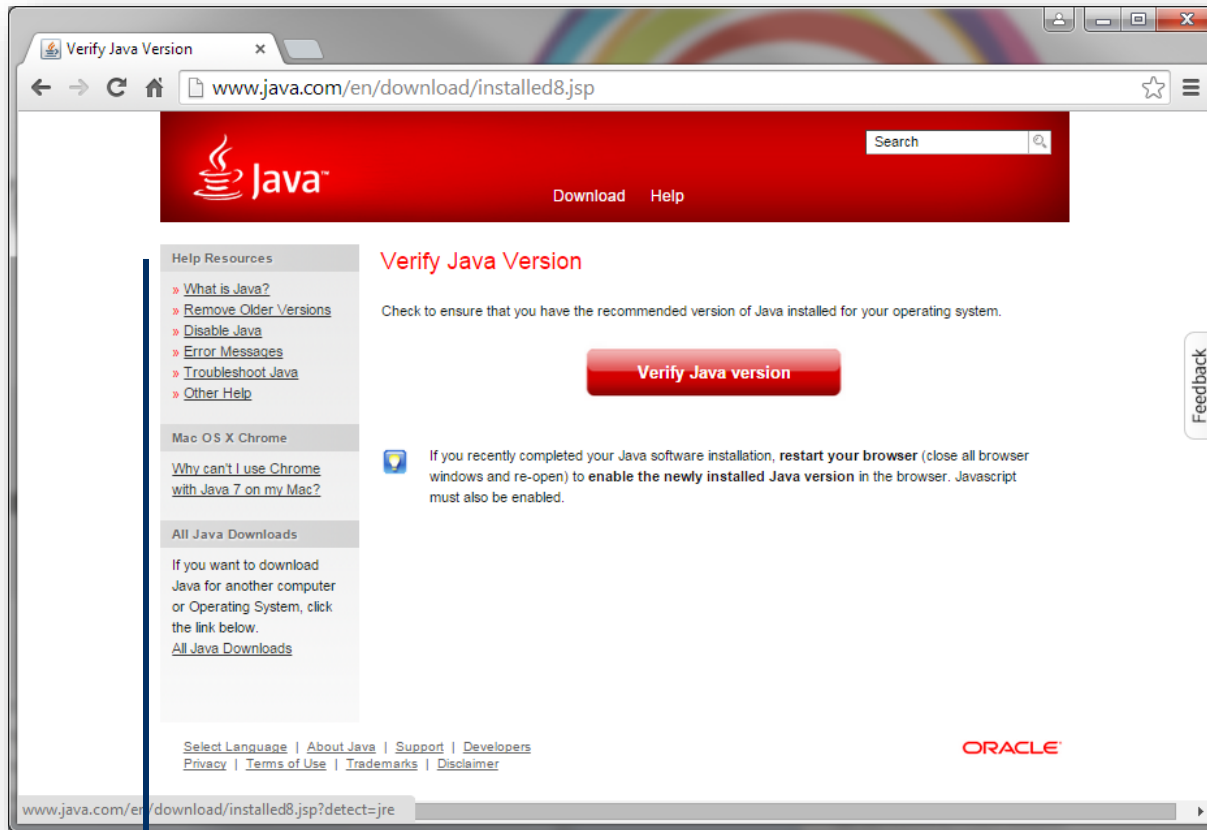 Verify Java Version
www.java.com/en/download/installed8.jsp
Java™
Search
Download Help
Help Resources
» What is Java?
» Remove Older Versions
» Disable Java
» Error Messages
» Troubleshoot Java
» Other Help
Mac OS X Chrome
Why can't I use Chrome
with Java 7 on my Mac?
All Java Downloads
If you want to download
Java for another computer
or Operating System, click
the link below.
All Java Downloads
Verify Java Version
Check to ensure that you have the recommended version of Java installed for your operating system.
Verify Java version
If you recently completed your Java software installation, restart your browser (close all browser
windows and re-open) to enable the newly installed Java version in the browser. Javascript
must also be enabled.
Feedback
Select Language | About Java | Support | Developers
Privacy | Terms of Use | Trademarks | Disclaimer
ORACLE
www.java.com/en/download/installed8.jsp?detect=jre